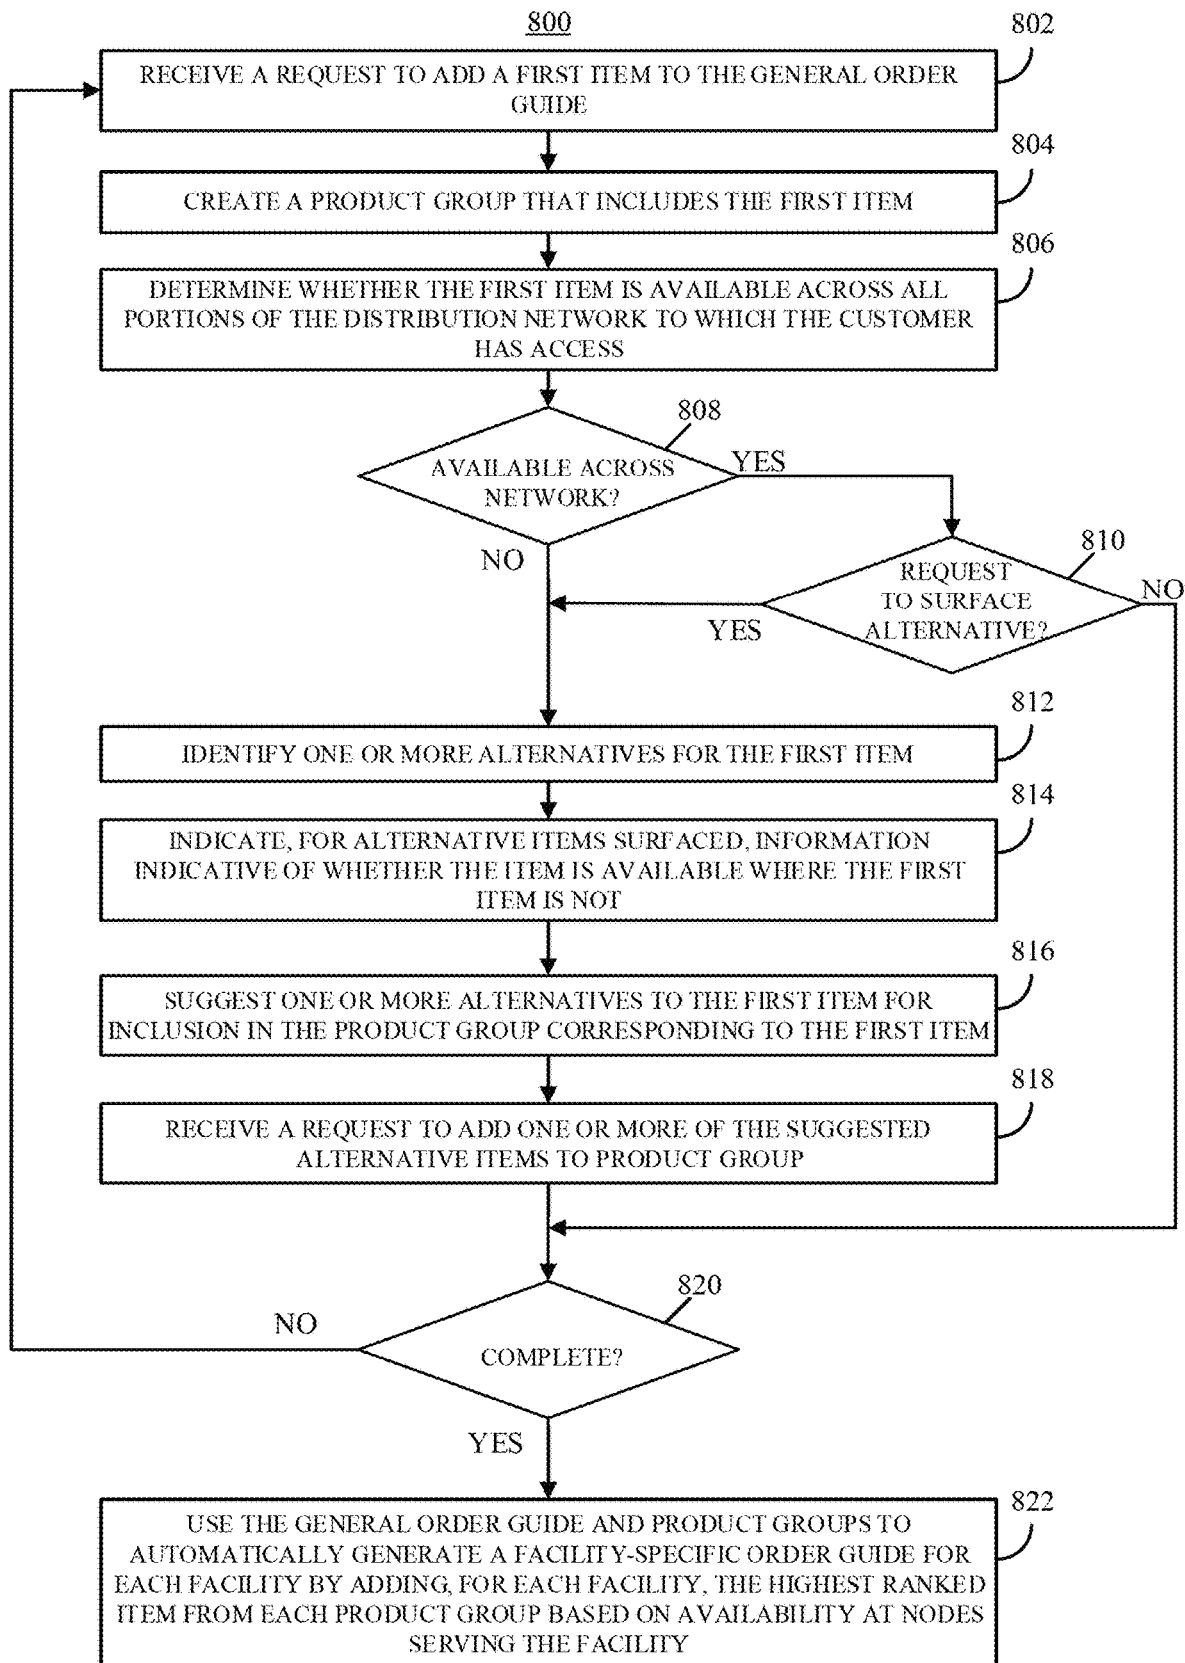 800
802
RECEIVE A REQUEST TO ADD A FIRST ITEM TO THE GENERAL ORDER
GUIDE
804
CREATE A PRODUCT GROUP THAT INCLUDES THE FIRST ITEM
806
DETERMINE WHETHER THE FIRST ITEM IS AVAILABLE ACROSS ALL
PORTIONS OF THE DISTRIBUTION NETWORK TO WHICH THE CUSTOMER
HAS ACCESS
808
AVAILABLE ACROSS
NETWORK?
YES
NO
810
REQUEST
TO SURFACE
ALTERNATIVE?
NO
YES
812
IDENTIFY ONE OR MORE ALTERNATIVES FOR THE FIRST ITEM
814
INDICATE, FOR ALTERNATIVE ITEMS SURFACED, INFORMATION
INDICATIVE OF WHETHER THE ITEM IS AVAILABLE WHERE THE FIRST
ITEM IS NOT
816
SUGGEST ONE OR MORE ALTERNATIVES TO THE FIRST ITEM FOR
INCLUSION IN THE PRODUCT GROUP CORRESPONDING TO THE FIRST ITEM
818
RECEIVE A REQUEST TO ADD ONE OR MORE OF THE SUGGESTED
ALTERNATIVE ITEMS TO PRODUCT GROUP
820
NO
COMPLETE?
YES
822
USE THE GENERAL ORDER GUIDE AND PRODUCT GROUPS TO
AUTOMATICALLY GENERATE A FACILITY-SPECIFIC ORDER GUIDE FOR
EACH FACILITY BY ADDING, FOR EACH FACILITY, THE HIGHEST RANKED
ITEM FROM EACH PRODUCT GROUP BASED ON AVAILABILITY AT NODES
SERVING THE FACILITY